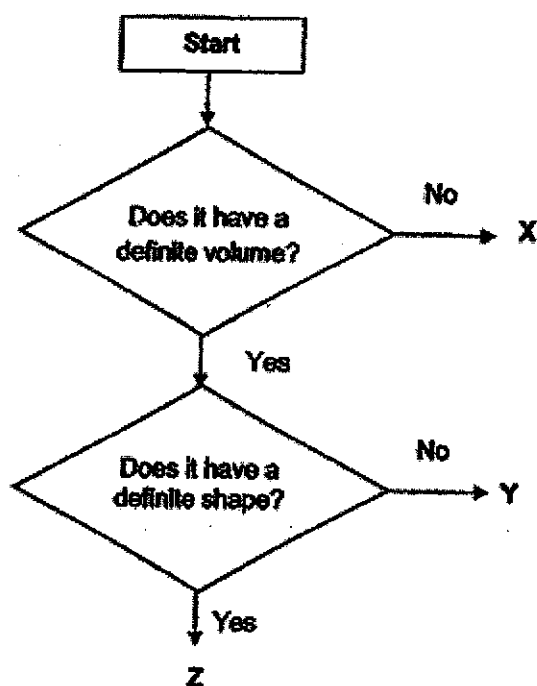 Start
Does it have a
definite volume?
No
X
Yes
Does it have a
definite shape?
No
Y
Yes
Z